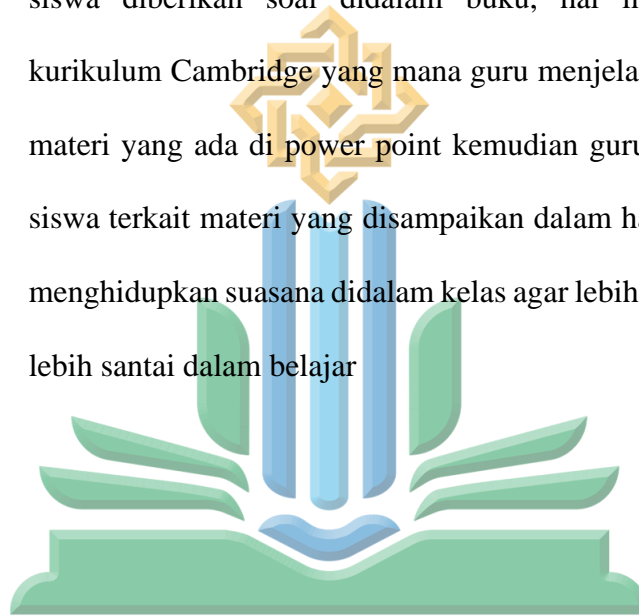 siswa diberikan soal didalam buku, hal
kurikulum Cambridge yang mana guru
materi yang ada di power point kemudian guru
siswa terkait materi yang disampaikan dalam
menghidupkan suasana didalam kelas agar lebih
lebih santai dalam belajar